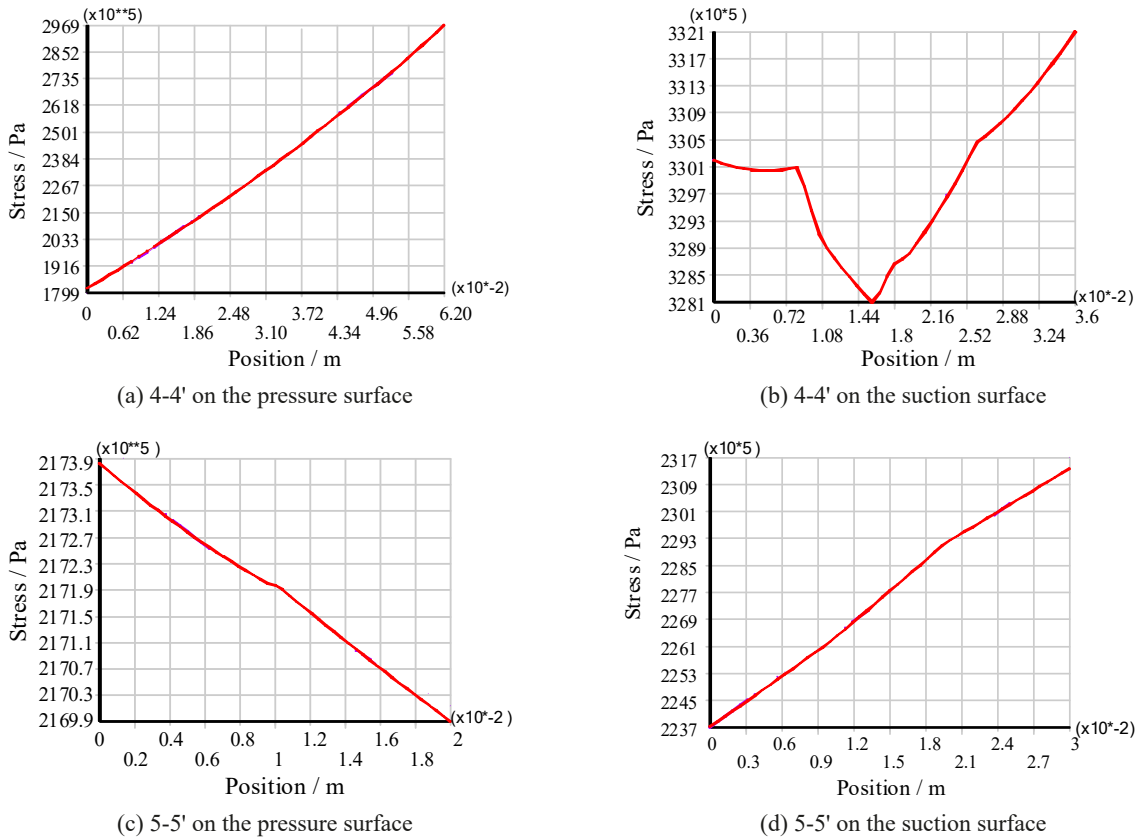 (x10**5 )
2969
2852
2735
2618
2501
2384
2267
2150
2033
1916
1799
Stress / Pa
(x10*-2)
0 1.24 2.48 3.72 4.96 6.20
0.62 1.86 3.10 4.34 5.58
Position / m
(a) 4-4' on the pressure surface
(x10*5 )
3321
3317
3313
3309
3305
3301
3297
3293
3289
3285
3281
Stress / Pa
(x10*-2)
0 0.72 1.44 2.16 2.88 3.6
0.36 1.08 1.8 2.52 3.24
Position / m
(b) 4-4' on the suction surface
(x10**5 )
2173.9
2173.5
2173.1
2172.7
2172.3
2171.9
2171.5
2171.1
2170.7
2170.3
2169.9
Stress / Pa
(x10*-2 )
0 0.4 0.8 1.2 1.6 2
0.2 0.6 1 1.4 1.8
Position / m
(c) 5-5' on the pressure surface
(x10*5 )
2317
2309
2301
2293
2285
2277
2269
2261
2253
2245
2237
Stress / Pa
(x10*-2)
0 0.6 1.2 1.8 2.4 3
0.3 0.9 1.5 2.1 2.7
Position / m
(d) 5-5' on the suction surface